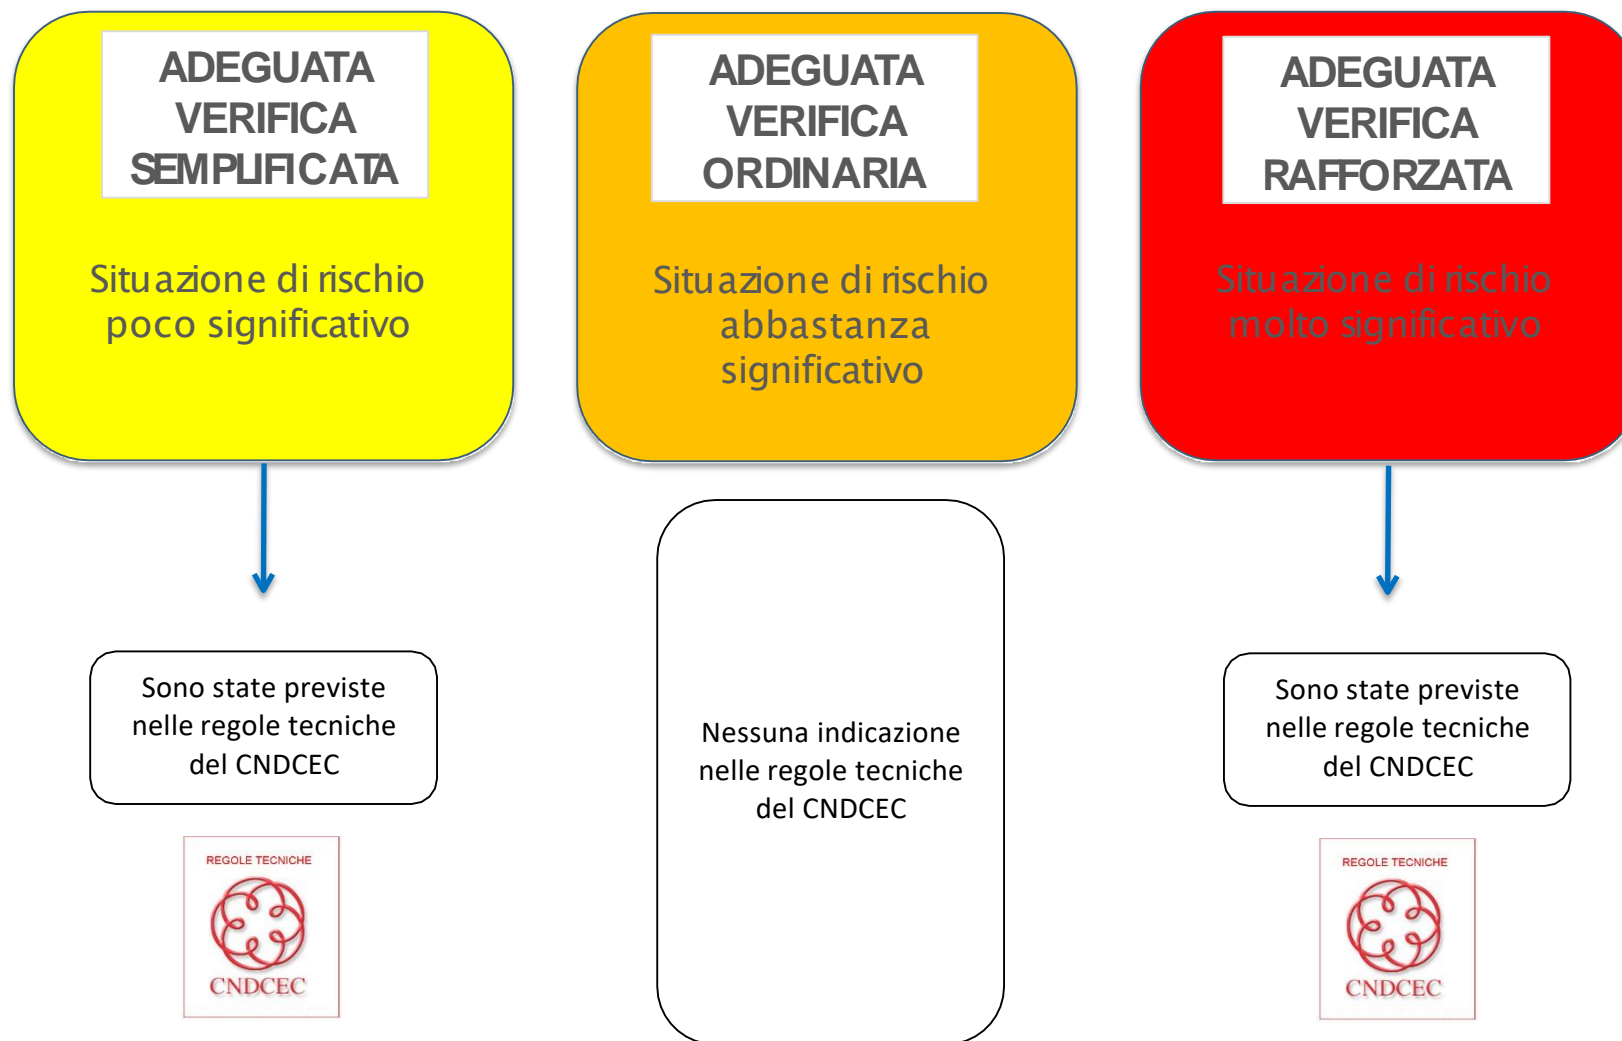 ADEGUATA
VERIFICA
SEMPLIFICATA
Situazione di rischio
poco significativo
Sono state previste
nelle regole tecniche
del CNDCEC
REGOLE TECNICHE
CNDCEC
ADEGUATA
VERIFICA
ORDINARIA
Situazione di rischio
abbastanza
significativo
Nessuna indicazione
nelle regole tecniche
del CNDCEC
ADEGUATA
VERIFICA
RAFFORZATA
Situazione di rischio
molto significativo
Sono state previste
nelle regole tecniche
del CNDCEC
REGOLE TECNICHE
CNDCEC